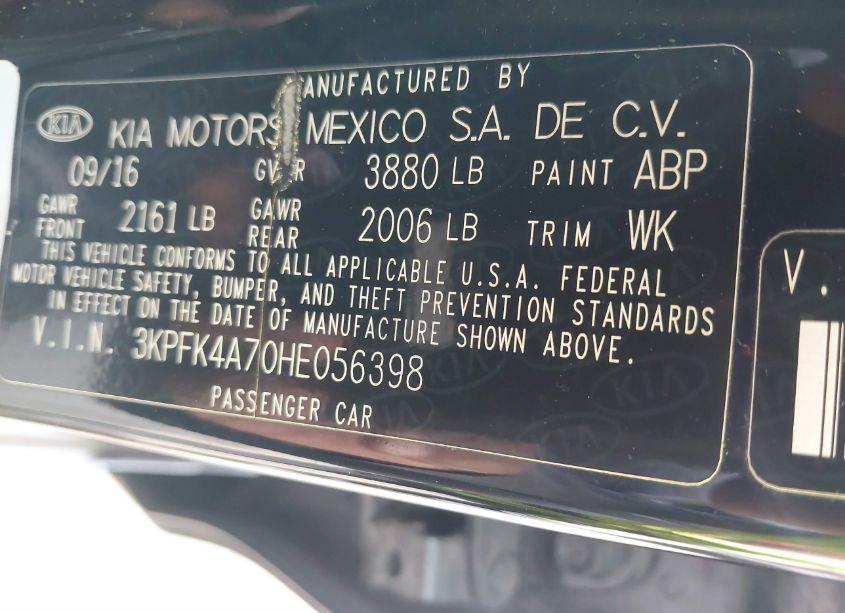 MANUFACTURED BY
KIA KIA MOTORS MEXICO S.A. DE C.V.
09/16 GVWR 3880 LB PAINT ABP
GAWR FRONT 2161 LB GAWR REAR 2006 LB TRIM WK
THIS VEHICLE CONFORMS TO ALL APPLICABLE U.S.A. FEDERAL
MOTOR VEHICLE SAFETY, BUMPER, AND THEFT PREVENTION STANDARDS
IN EFFECT ON THE DATE OF MANUFACTURE SHOWN ABOVE.
V.I.N. 3KPFK4A70HE056398
PASSENGER CAR
V.